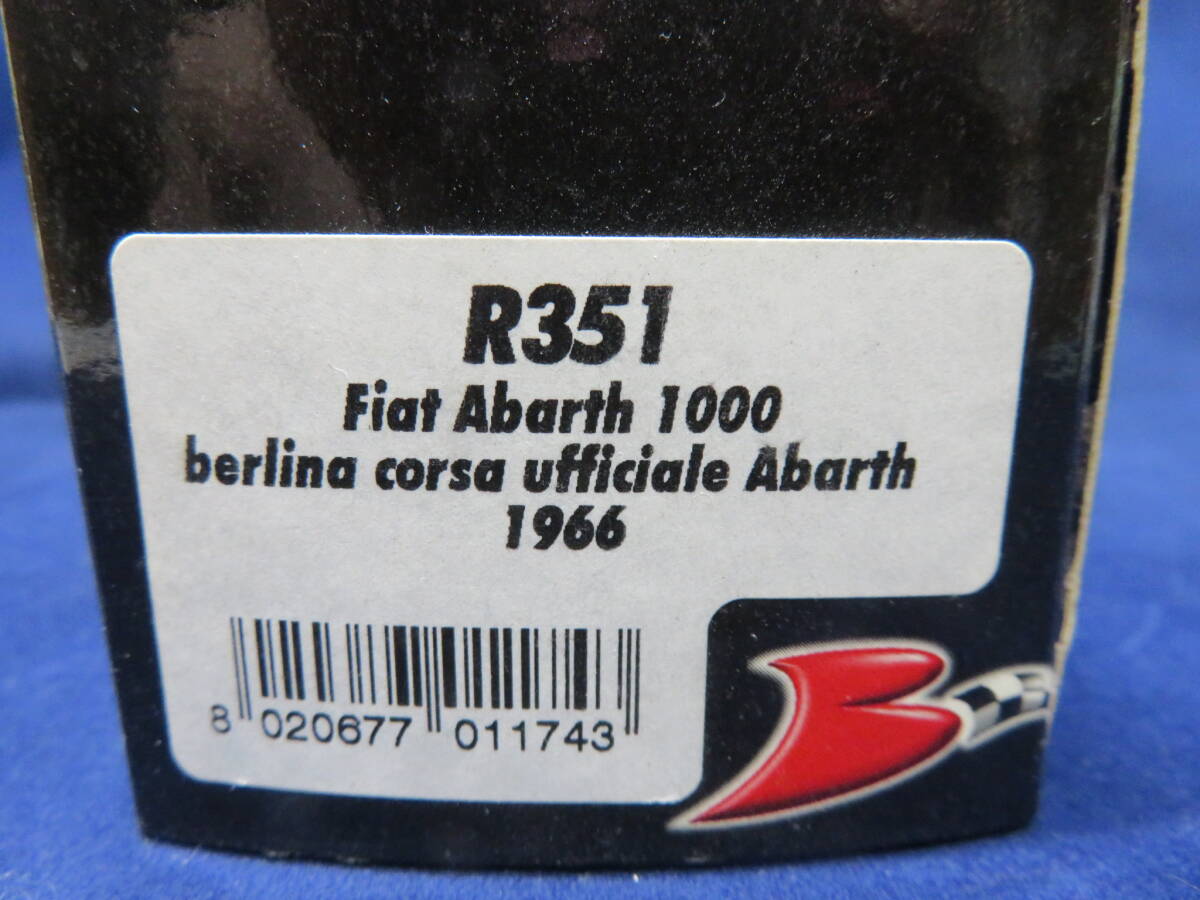 R351
Fiat Abarth 1000
berlina corsa ufficiale Abarth
1966
8 020677 011743
B